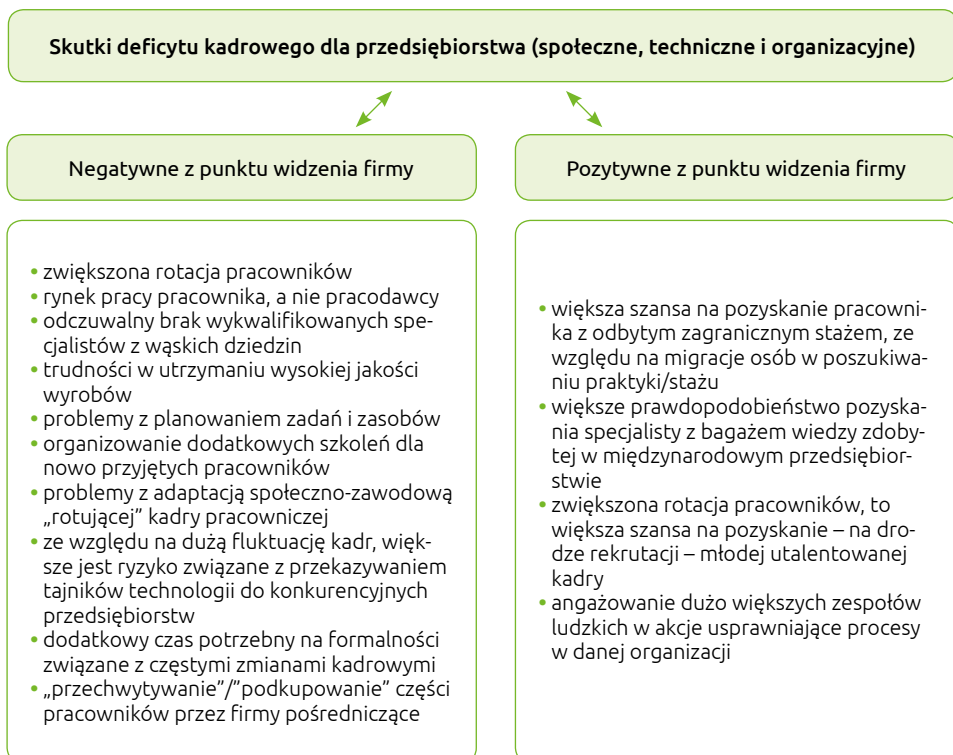 Skutki deficytu kadrowego dla przedsiębiorstwa (społeczne, techniczne i organizacyjne)
Negatywne z punktu widzenia firmy
• zwiększona rotacja pracowników
• rynek pracy pracownika, a nie pracodawcy
• odczuwalny brak wykwalifikowanych spe-
cjalistów z wąskich dziedzin
• trudności w utrzymaniu wysokiej jakości
wyrobów
• problemy z planowaniem zadań i zasobów
• organizowanie dodatkowych szkoleń dla
nowo przyjętych pracowników
• problemy z adaptacją społeczno-zawodową
„rotującej” kadry pracowniczej
• ze względu na dużą fluktuację kadr, więk-
sze jest ryzyko związane z przekazywaniem
tajników technologii do konkurencyjnych
przedsiębiorstw
• dodatkowy czas potrzebny na formalności
związane z częstymi zmianami kadrowymi
• „przechwytywanie”/”podkupowanie” części
pracowników przez firmy pośredniczące
Pozytywne z punktu widzenia firmy
• większa szansa na pozyskanie pracowni-
ka z odbytym zagranicznym stażem, ze
względu na migracje osób w poszukiwa-
niu praktyki/stażu
• większe prawdopodobieństwo pozyska-
nia specjalisty z bagażem wiedzy zdoby-
tej w międzynarodowym przedsiębior-
stwie
• zwiększona rotacja pracowników, to
większa szansa na pozyskanie – na dro-
dze rekrutacji – młodej utalentowanej
kadry
• angażowanie dużo większych zespołów
ludzkich w akcje usprawniające procesy
w danej organizacji